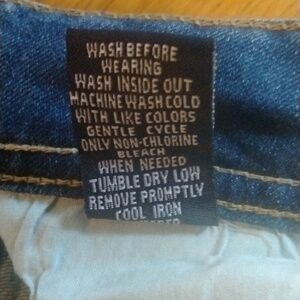 WASH BEFORE
WEARING
WASH INSIDE OUT
MACHINE WASH COLD
WITH LIKE COLORS
GENTLE CYCLE
ONLY NON-CHLORINE
BLEACH
WHEN NEEDED
TUMBLE DRY LOW
REMOVE PROMPTLY
COOL IRON